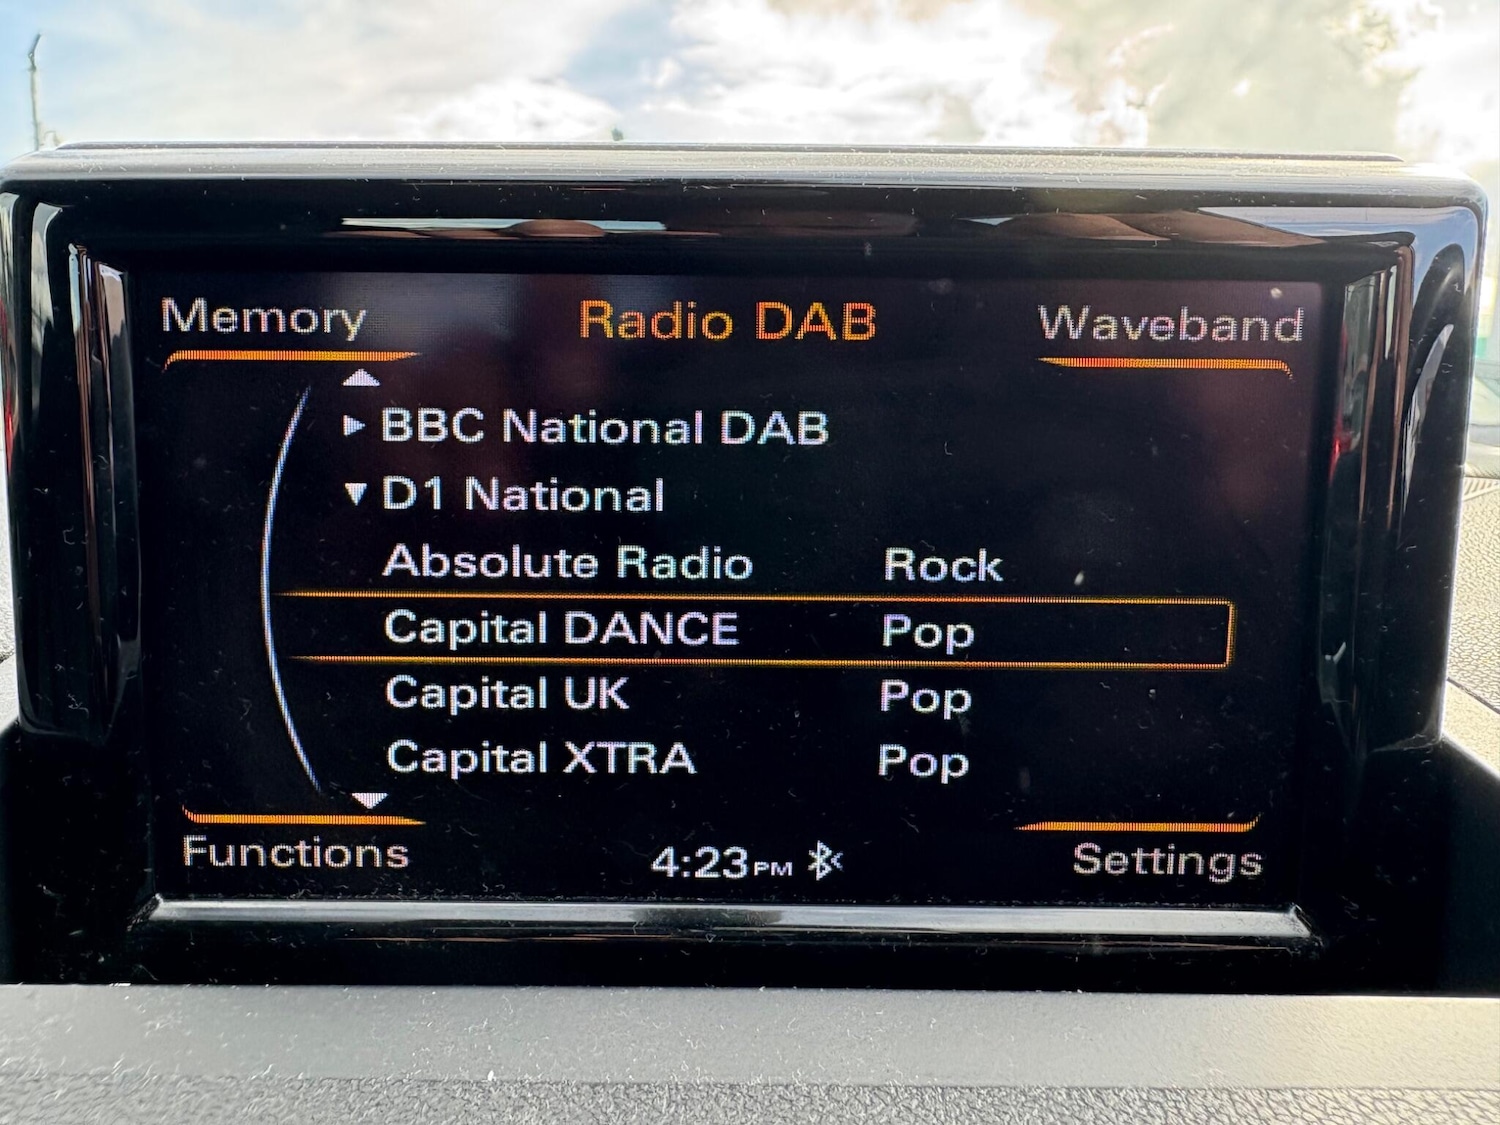 Memory Radio DAB Waveband
BBC National DAB
D1 National
Absolute Radio Rock
Capital DANCE Pop
Capital UK Pop
Capital XTRA Pop
Functions 4:23PM Settings